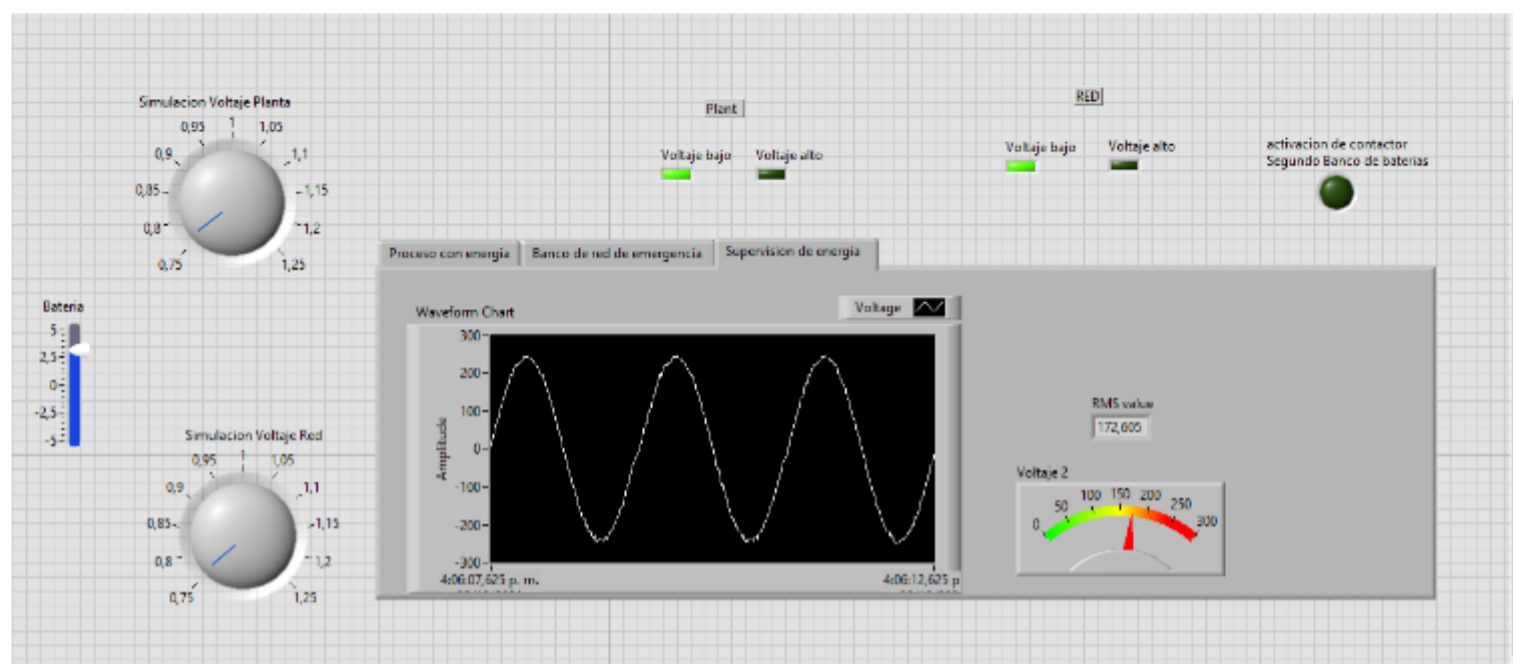 Simulacion Voltaje Planta
0,75
0,8
0,85
0,9
0,95
1
1,05
1,1
1,15
1,2
1,25
Plant
Voltaje bajo
Voltaje alto
RED
Voltaje bajo
Voltaje alto
activacion de contactor
Segundo Banco de baterias
Bateria
5
2,5
0
-2,5
-5
Simulacion Voltaje Red
0,75
0,8
0,85
0,9
0,95
1
1,05
1,1
1,15
1,2
1,25
Proceso con energia
Banco de red de emergencia
Supervision de energia
Waveform Chart
Voltage
Amplitude
300
200
100
0
-100
-200
-300
4:06:07,625 p. m.
4:06:12,625 p
RMS value
172,605
Voltaje 2
0
50
100
150
200
250
300